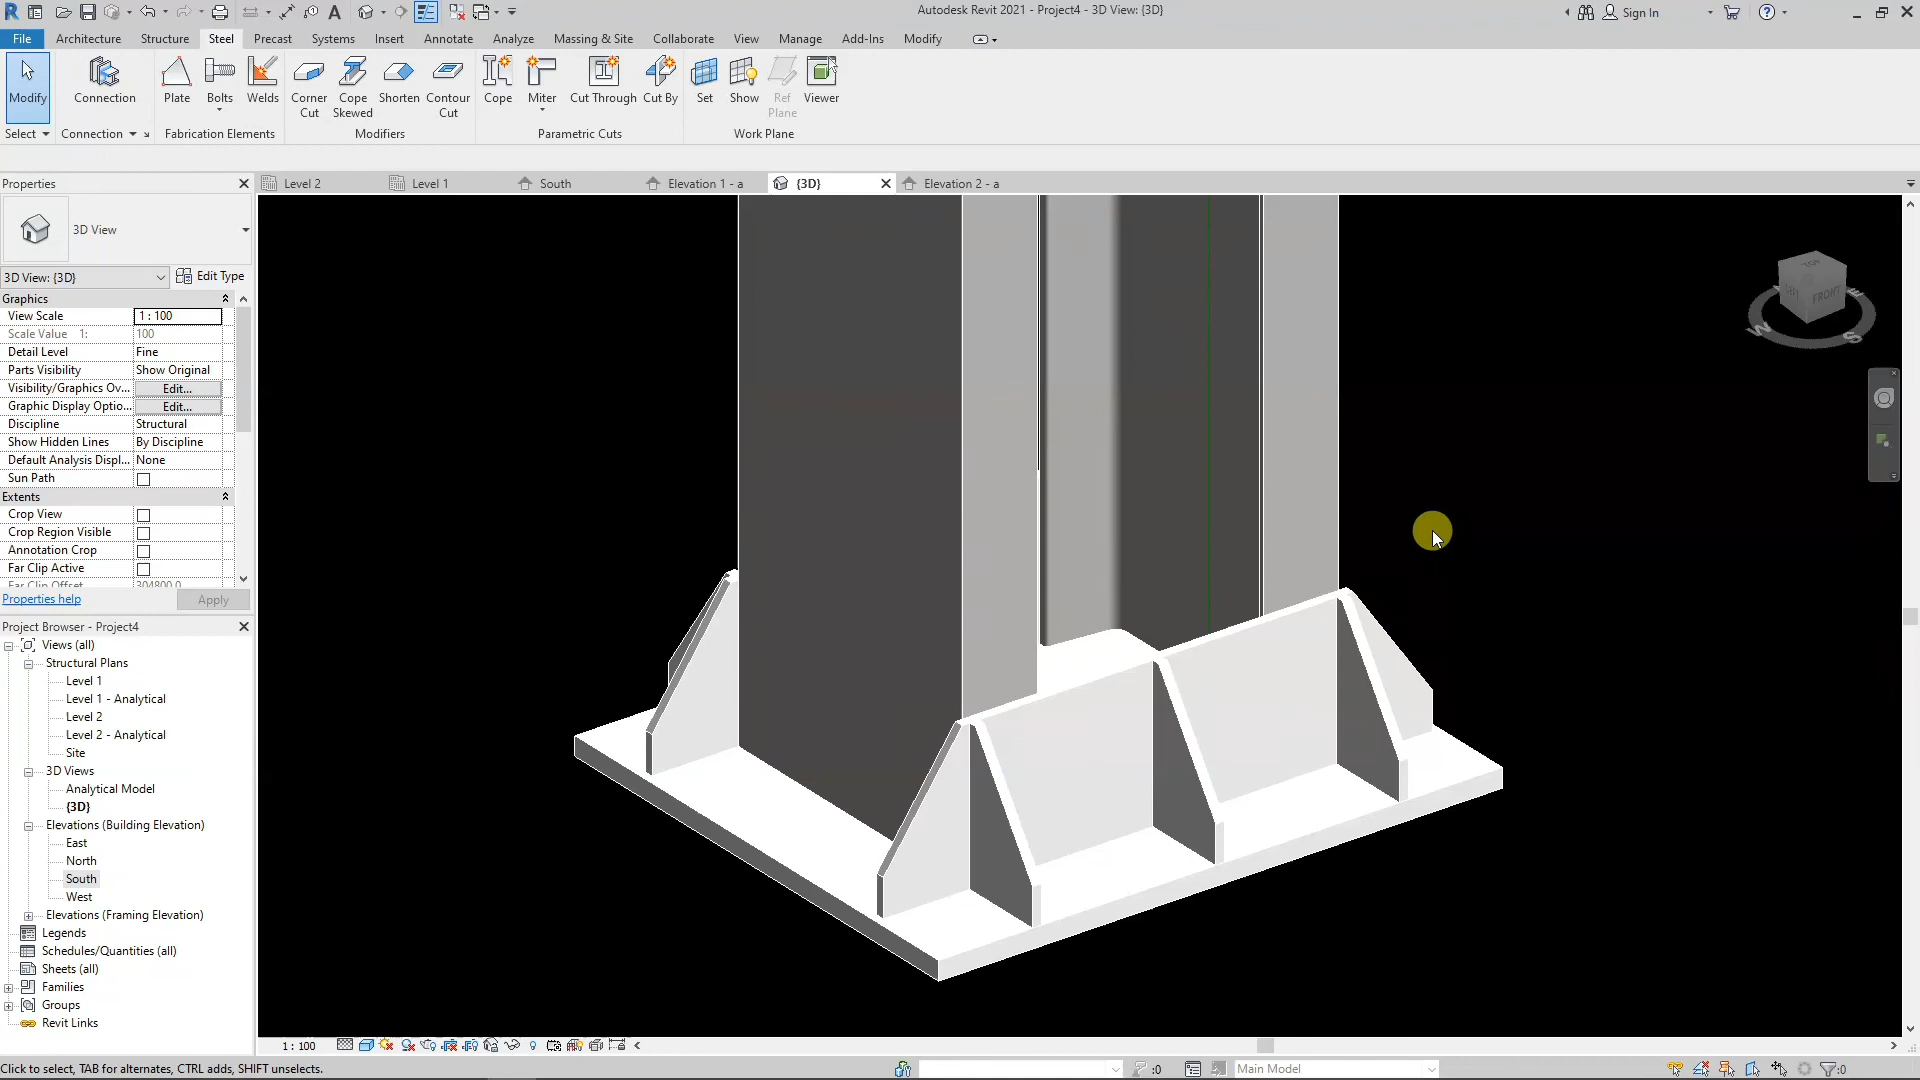 Autodesk Revit 2021 - Project4 - 3D View: {3D}
Sign In
File Architecture Structure Steel Precast Systems Insert Annotate Analyze Massing & Site Collaborate View Manage Add-Ins Modify
Modify Connection Plate Bolts Welds Corner Cut Cope Skewed Shorten Contour Cut Cope Miter Cut Through Cut By Set Show Ref Plane Viewer
Select Connection Fabrication Elements Modifiers Parametric Cuts Work Plane
Properties
Level 2 Level 1 South Elevation 1 - a {3D} Elevation 2 - a
3D View
3D View: {3D} Edit Type
Graphics
View Scale 1 : 100
Scale Value 1: 100
Detail Level Fine
Parts Visibility Show Original
Visibility/Graphics Ov... Edit...
Graphic Display Optio... Edit...
Discipline Structural
Show Hidden Lines By Discipline
Default Analysis Displ... None
Sun Path
Extents
Crop View
Crop Region Visible
Annotation Crop
Far Clip Active
Far Clip Offset 304800.0
Properties help Apply
Project Browser - Project4
Views (all)
Structural Plans
Level 1
Level 1 - Analytical
Level 2
Level 2 - Analytical
Site
3D Views
Analytical Model
{3D}
Elevations (Building Elevation)
East
North
South
West
Elevations (Framing Elevation)
Legends
Schedules/Quantities (all)
Sheets (all)
Families
Groups
Revit Links
TOP
FRONT
W
S
1 : 100
Click to select, TAB for alternates, CTRL adds, SHIFT unselects.
:0
Main Model
:0